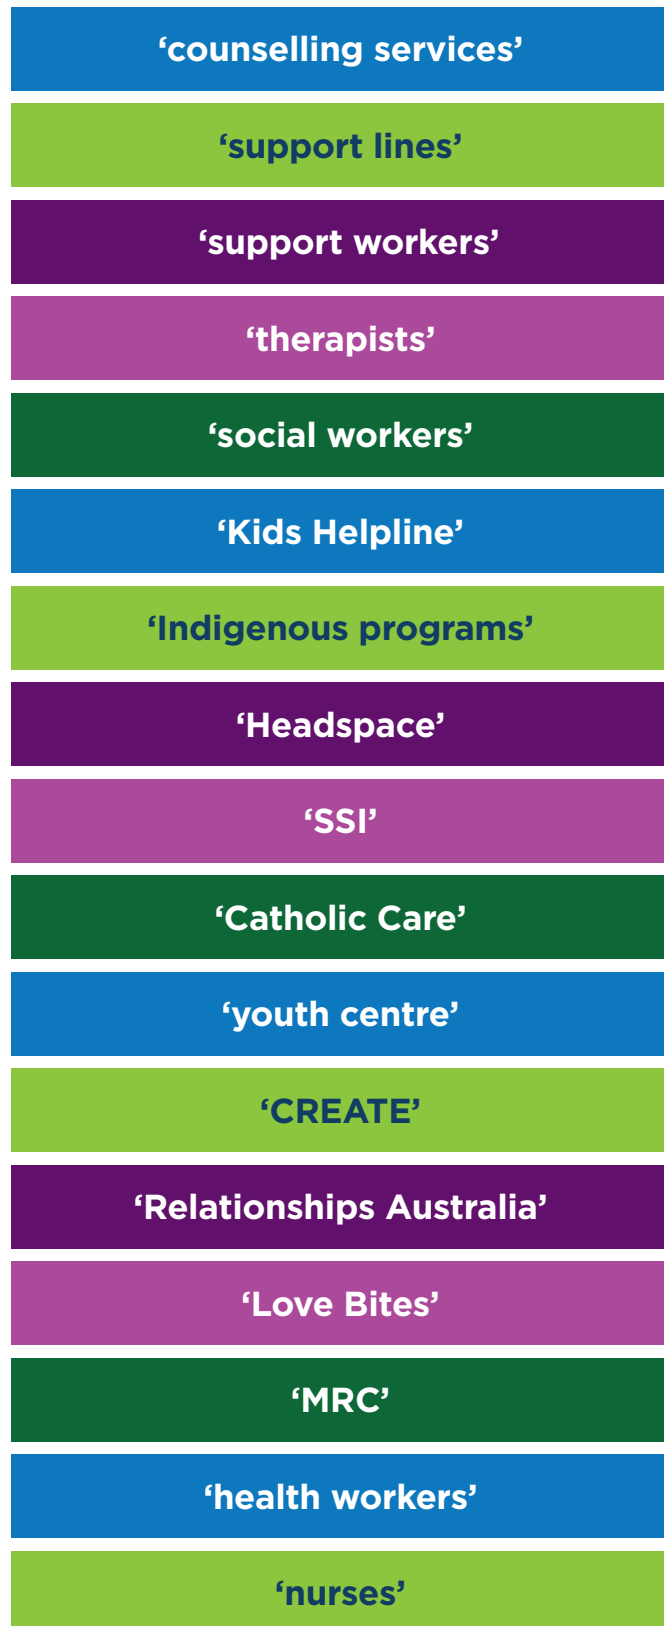 ‘counselling services’
‘support lines’
‘support workers’
‘therapists’
‘social workers’
‘Kids Helpline’
‘Indigenous programs’
‘Headspace’
‘SSI’
‘Catholic Care’
‘youth centre’
‘CREATE’
‘Relationships Australia’
‘Love Bites’
‘MRC’
‘health workers’
‘nurses’